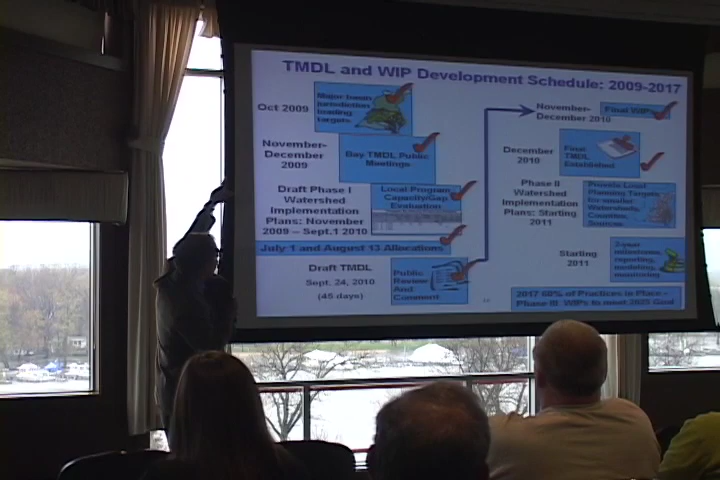 TMDL and WIP Development Schedule: 2009-2017
Oct 2009
Major basin
jurisdiction
loading
targets
November-
December
2009
Bay TMDL Public
Meetings
Draft Phase I
Watershed
Implementation
Plans: November
2009 – Sept.1 2010
Local Program
Capacity/Gap
Evaluation
July 1 and August 13 Allocations
Draft TMDL
Sept. 24, 2010
(45 days)
Public
Review
And
Comment
November-
December 2010
Final WIPs
December
2010
Final
TMDL
Established
Phase II
Watershed
Implementation
Plans: Starting
2011
Provide Local
Planning Targets
for smaller
Watersheds,
Counties,
Sources
Starting
2011
2-year
milestones,
reporting,
modeling,
monitoring
2017 60% of Practices in Place –
Phase III WIPs to meet 2025 Goal